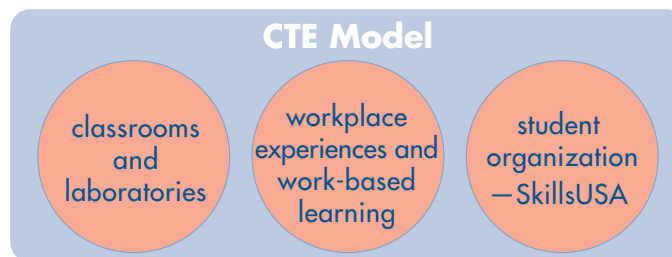 CTE Model
classrooms
and
laboratories
workplace
experiences and
work-based
learning
student
organization
—SkillsUSA